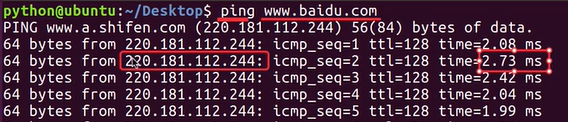 python@ubuntu:~/Desktop$ ping www.baidu.com
PING www.a.shifen.com (220.181.112.244) 56(84) bytes of data.
64 bytes from 220.181.112.244: icmp_seq=1 ttl=128 time=2.08 ms
64 bytes from 220.181.112.244: icmp_seq=2 ttl=128 time=2.73 ms
64 bytes from 220.181.112.244: icmp_seq=3 ttl=128 time=2.42 ms
64 bytes from 220.181.112.244: icmp_seq=4 ttl=128 time=2.04 ms
64 bytes from 220.181.112.244: icmp_seq=5 ttl=128 time=1.99 ms